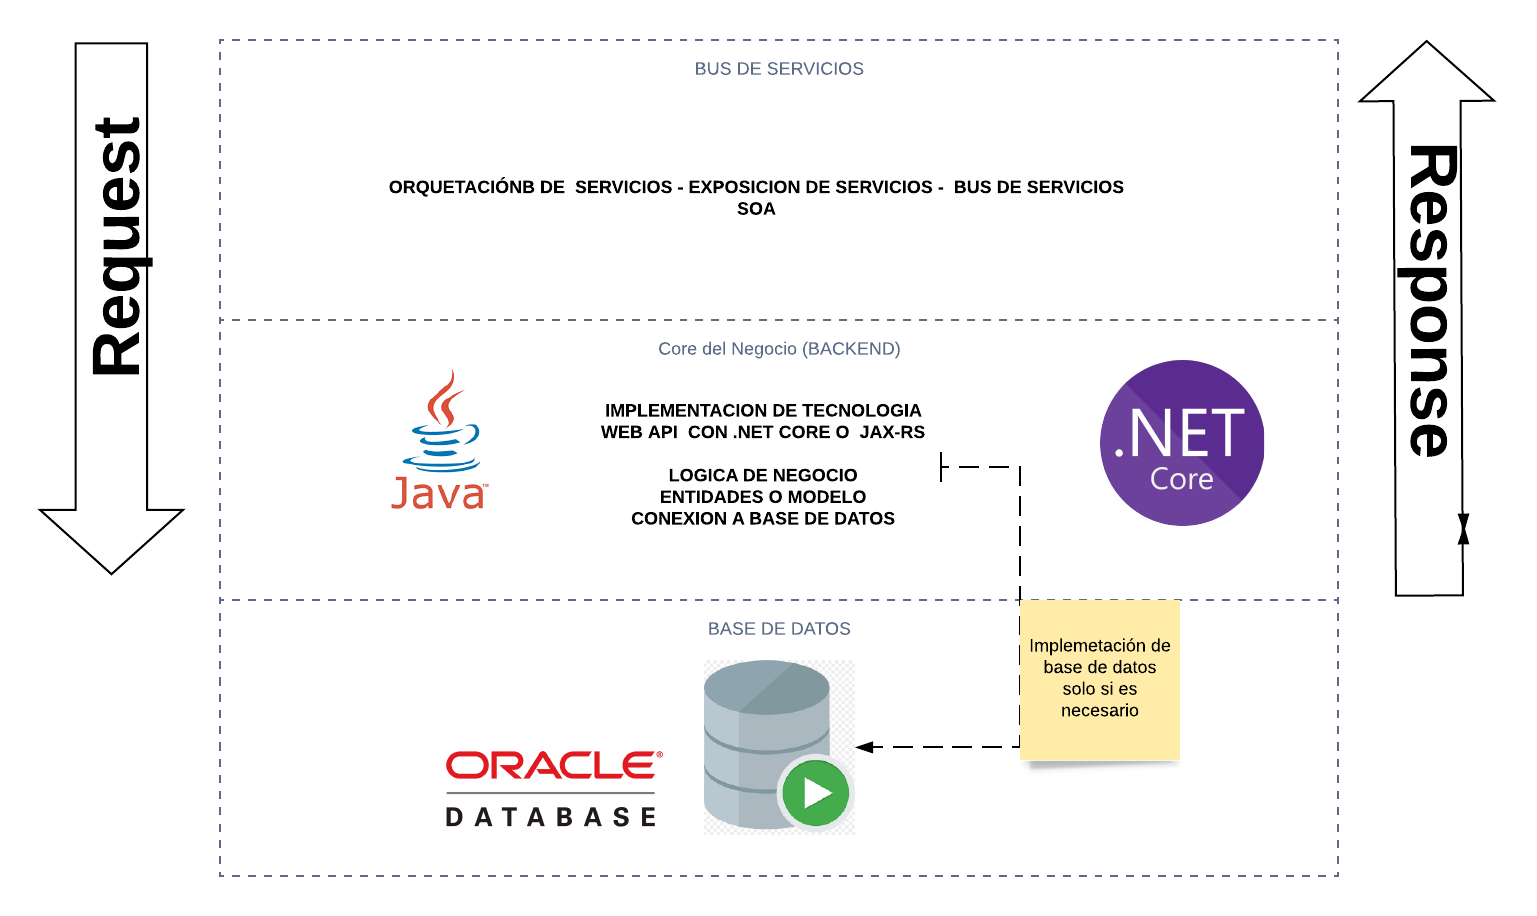 Request
BUS DE SERVICIOS
ORQUETACIÓNB DE  SERVICIOS - EXPOSICION DE SERVICIOS -  BUS DE SERVICIOS
SOA
Response
Core del Negocio (BACKEND)
Java™
IMPLEMENTACION DE TECNOLOGIA
WEB API  CON .NET CORE O  JAX-RS
LOGICA DE NEGOCIO
ENTIDADES O MODELO
CONEXION A BASE DE DATOS
.NET
Core
BASE DE DATOS
ORACLE®
DATABASE
Implemetación de
base de datos
solo si es
necesario